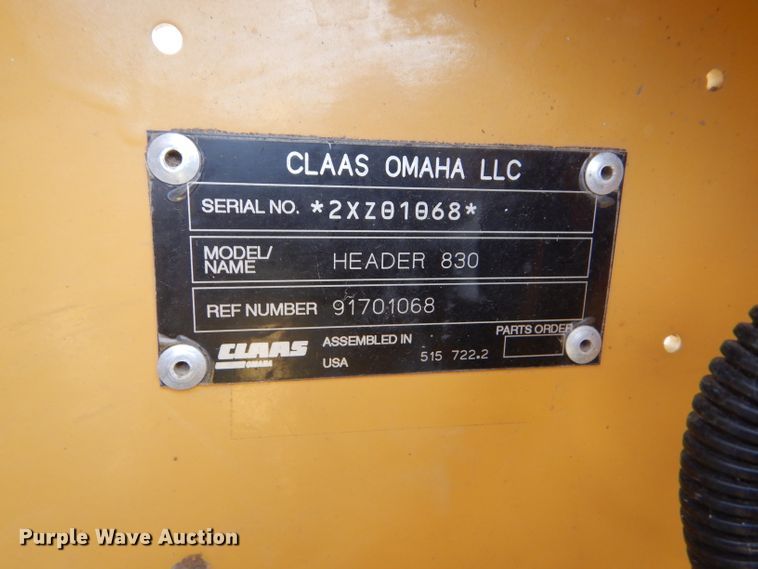 CLAAS OMAHA LLC
SERIAL NO. *2XZ01068*
MODEL/
NAME HEADER 830
REF NUMBER 91701068
PARTS ORDER
CLAAS ASSEMBLED IN
OMAHA USA 515 722.2
Purple Wave Auction